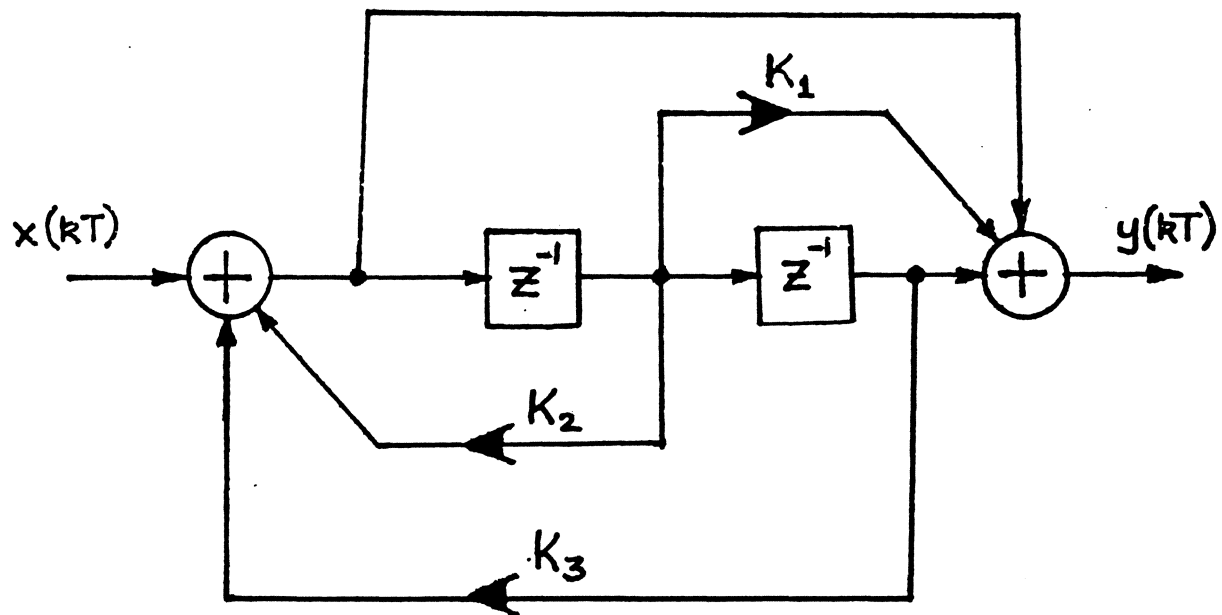 K₁
x(kT)
+
z⁻¹
z⁻¹
+
y(kT)
K₂
K₃